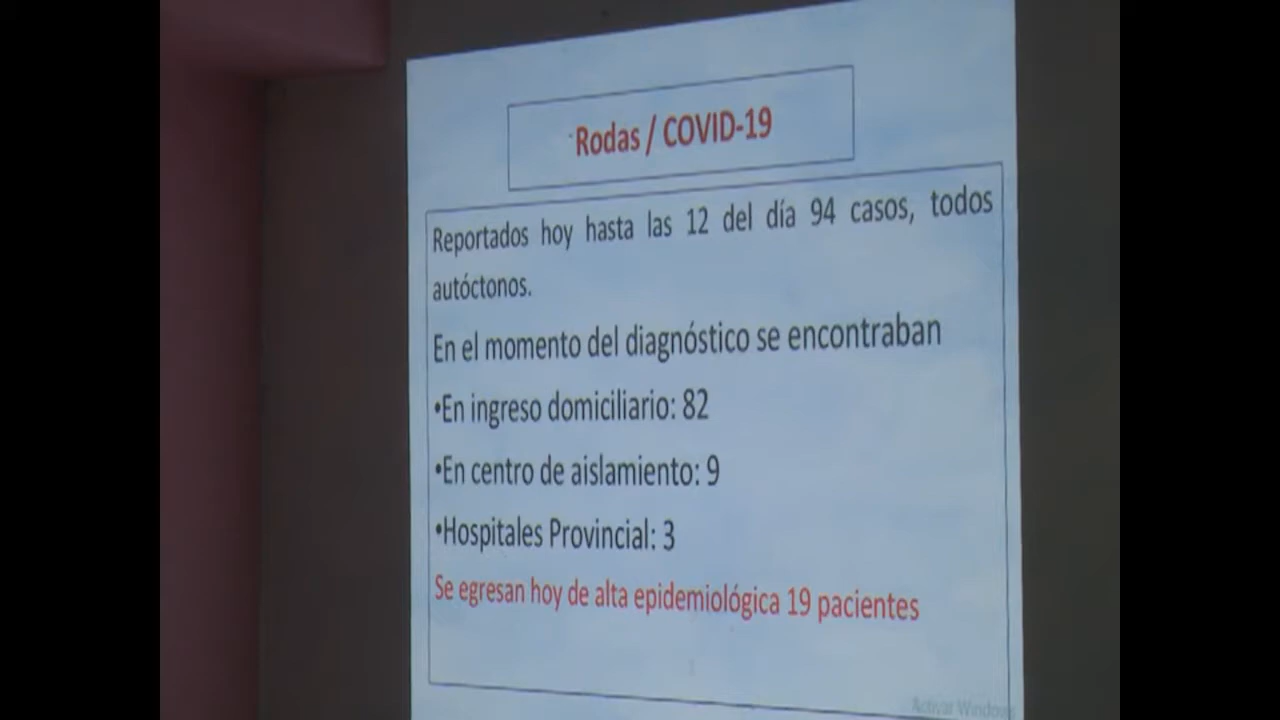 Rodas / COVID-19
Reportados hoy hasta las 12 del día 94 casos, todos
autóctonos.
En el momento del diagnóstico se encontraban
•En ingreso domiciliario: 82
•En centro de aislamiento: 9
•Hospitales Provincial: 3
Se egresan hoy de alta epidemiológica 19 pacientes
Activar Windows